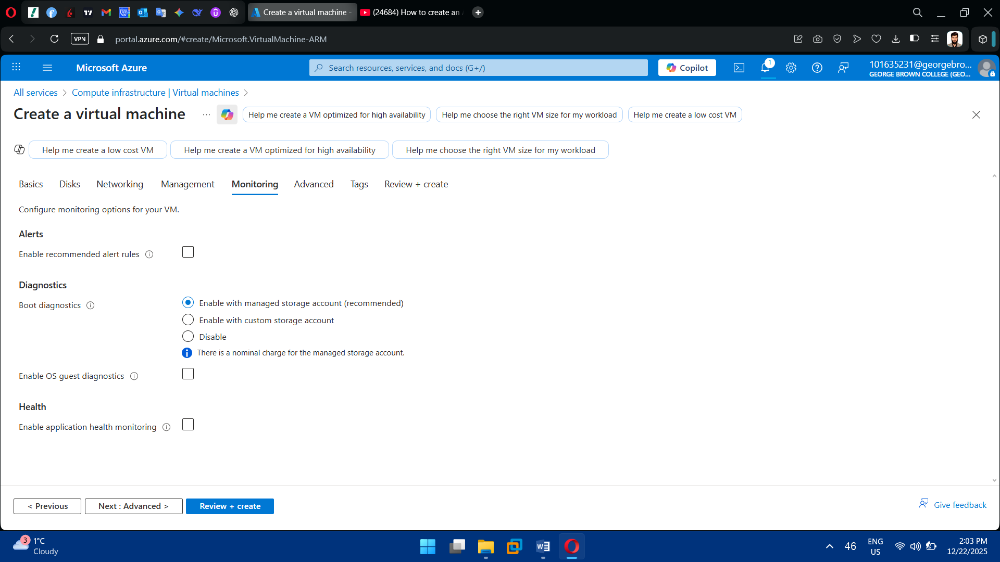 Create a virtual machine -
(24684) How to create an
VPN
portal.azure.com/#create/Microsoft.VirtualMachine-ARM
Microsoft Azure
Search resources, services, and docs (G+/)
Copilot
1
101635231@georgebro...
GEORGE BROWN COLLEGE (GEO...
All services > Compute infrastructure | Virtual machines >
Create a virtual machine ...
Help me create a VM optimized for high availability
Help me choose the right VM size for my workload
Help me create a low cost VM
Help me create a low cost VM
Help me create a VM optimized for high availability
Help me choose the right VM size for my workload
Basics Disks Networking Management Monitoring Advanced Tags Review + create
Configure monitoring options for your VM.
Alerts
Enable recommended alert rules
Diagnostics
Boot diagnostics
Enable with managed storage account (recommended)
Enable with custom storage account
Disable
There is a nominal charge for the managed storage account.
Enable OS guest diagnostics
Health
Enable application health monitoring
< Previous
Next : Advanced >
Review + create
Give feedback
3
1°C
Cloudy
46
ENG
US
2:03 PM
12/22/2025